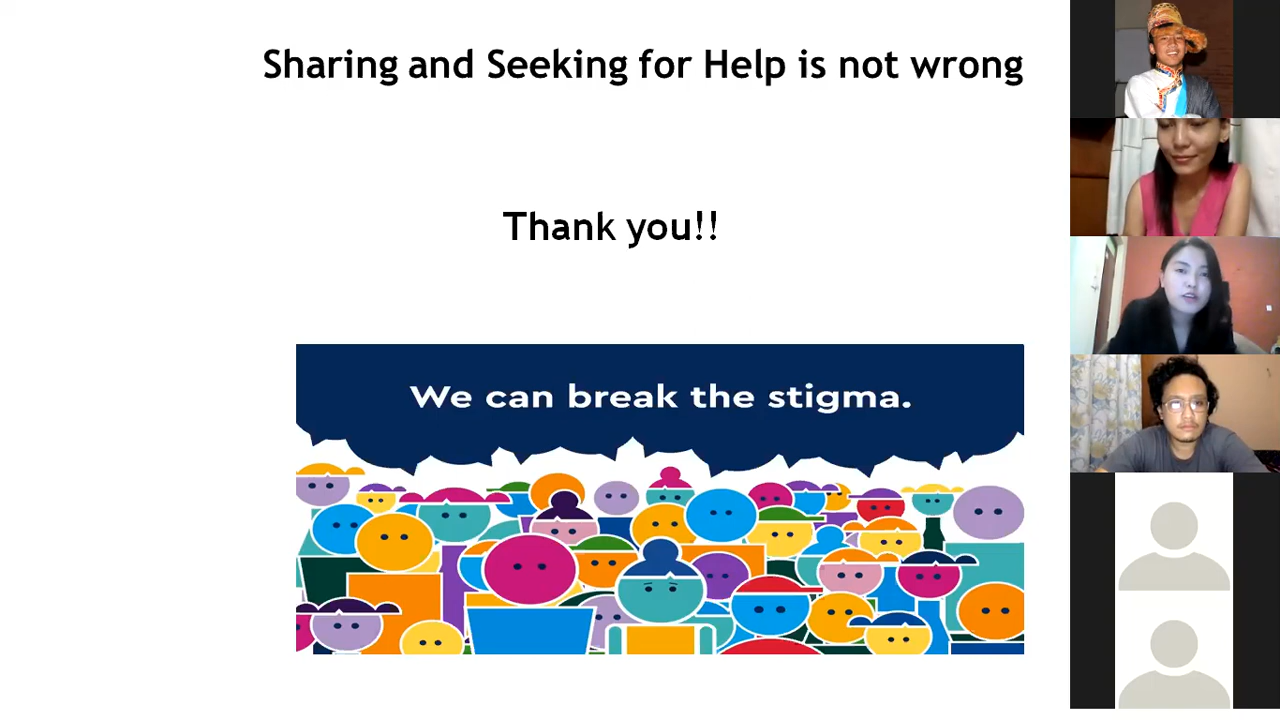 Sharing and Seeking for Help is not wrong
Thank you!!
We can break the stigma.